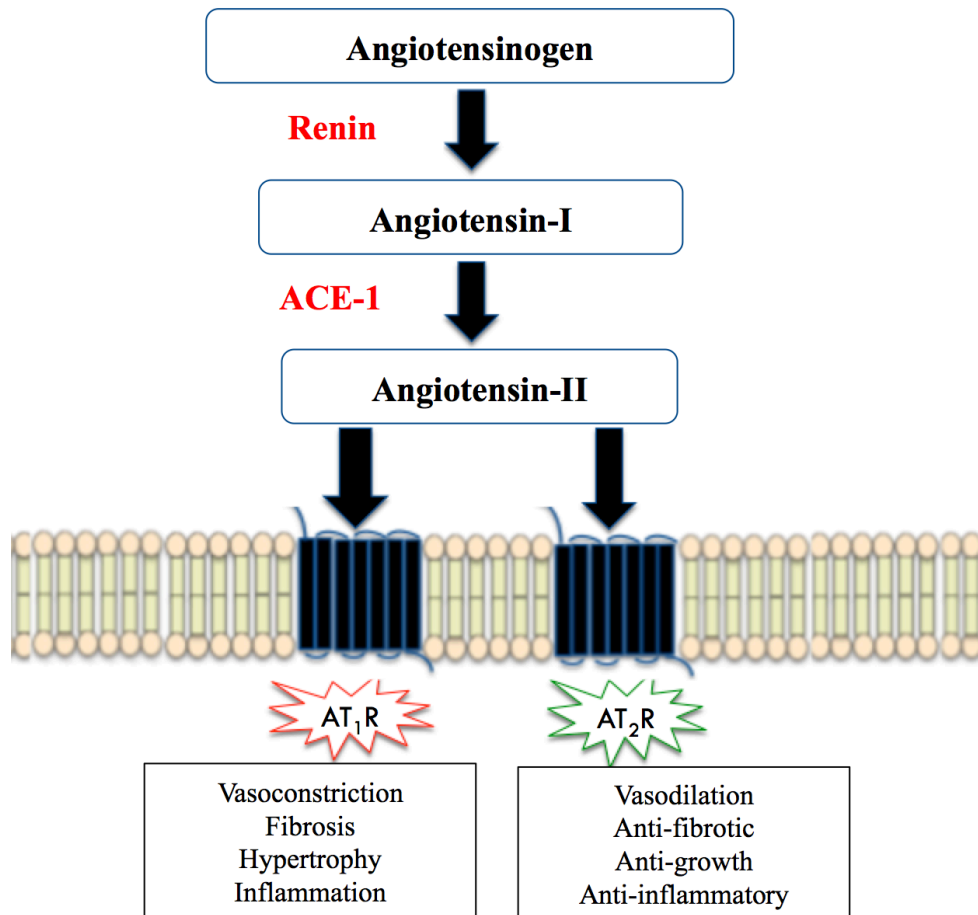 Angiotensinogen
Renin
Angiotensin-I
ACE-1
Angiotensin-II
AT₁R
AT₂R
Vasoconstriction
Fibrosis
Hypertrophy
Inflammation
Vasodilation
Anti-fibrotic
Anti-growth
Anti-inflammatory